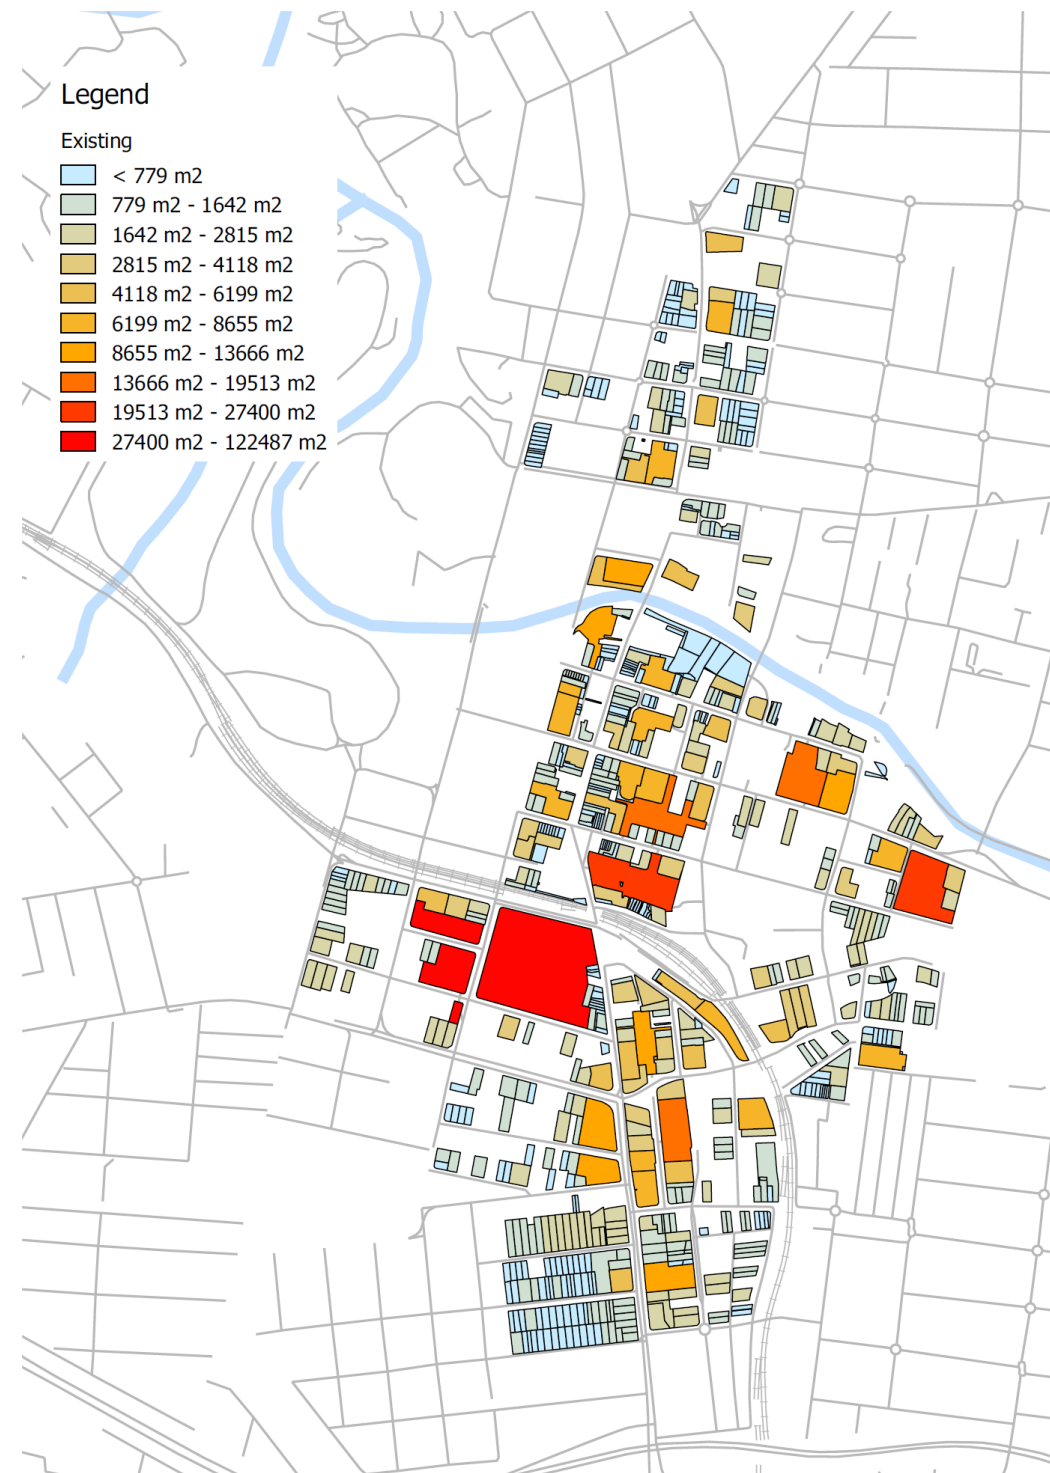 Legend
Existing
< 779 m2
779 m2 - 1642 m2
1642 m2 - 2815 m2
2815 m2 - 4118 m2
4118 m2 - 6199 m2
6199 m2 - 8655 m2
8655 m2 - 13666 m2
13666 m2 - 19513 m2
19513 m2 - 27400 m2
27400 m2 - 122487 m2